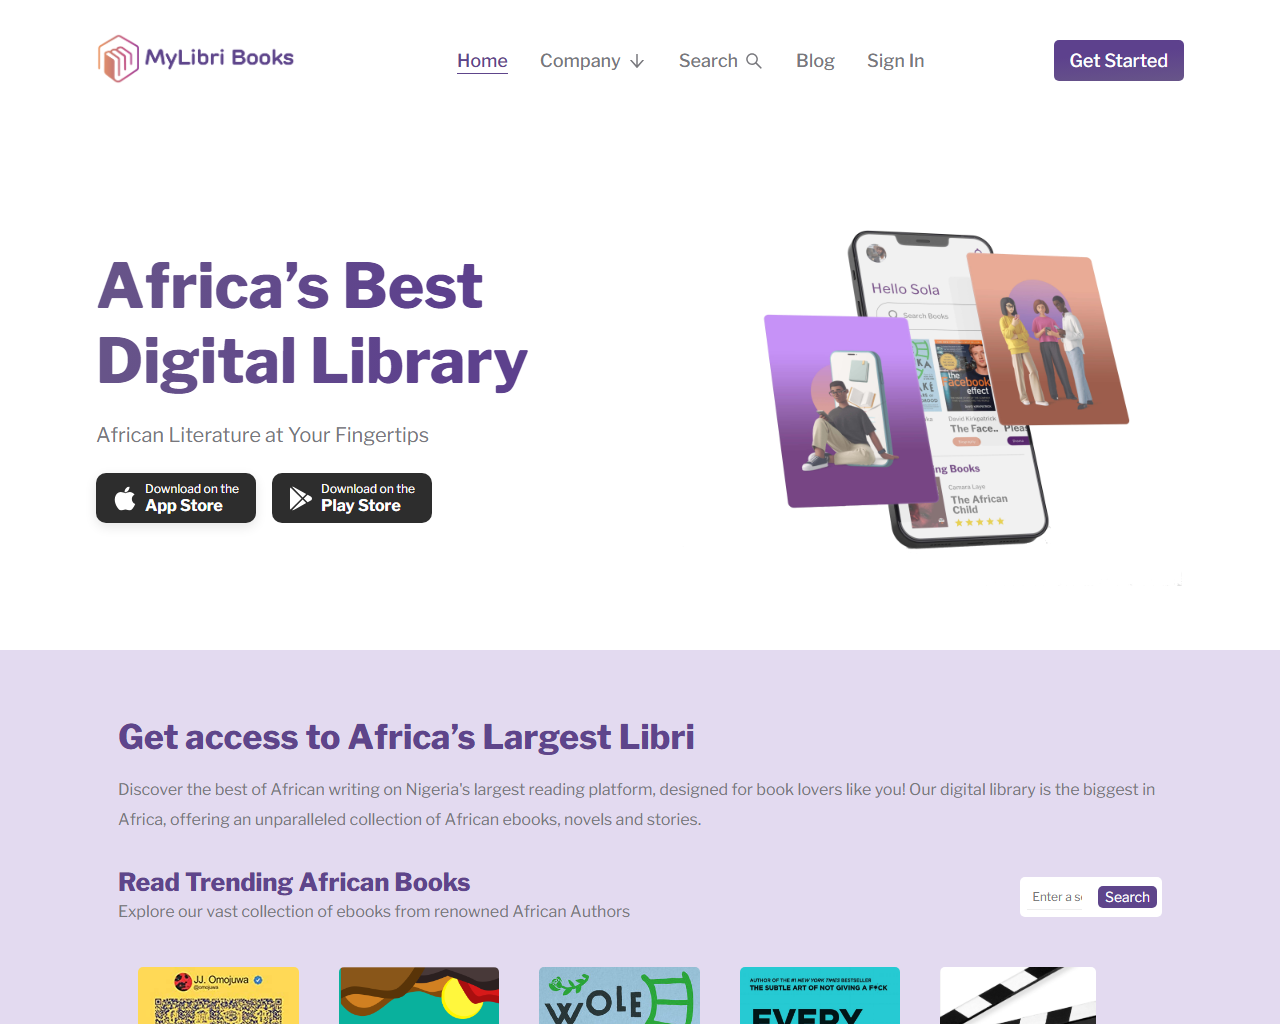 MyLibri Books
Home
Company
Search
Blog
Sign In
Get Started
Africa’s Best
Digital Library
African Literature at Your Fingertips
Download on the
App Store
Download on the
Play Store
Hello Sola
Search Books
the
facebook
effect
David Kirkpatrick
The Face..
Pleas
ng Books
Camara Laye
The African
Child
Get access to Africa’s Largest Libri
Discover the best of African writing on Nigeria's largest reading platform, designed for book lovers like you! Our digital library is the biggest in
Africa, offering an unparalleled collection of African ebooks, novels and stories.
Read Trending African Books
Explore our vast collection of ebooks from renowned African Authors
Enter a se
Search
JJ. Omojuwa
@omojuwa
WOLE
AUTHOR OF THE NEW YORK TIMES BESTSELLER
THE SUBTLE ART OF NOT GIVING A F*CK
EVERY